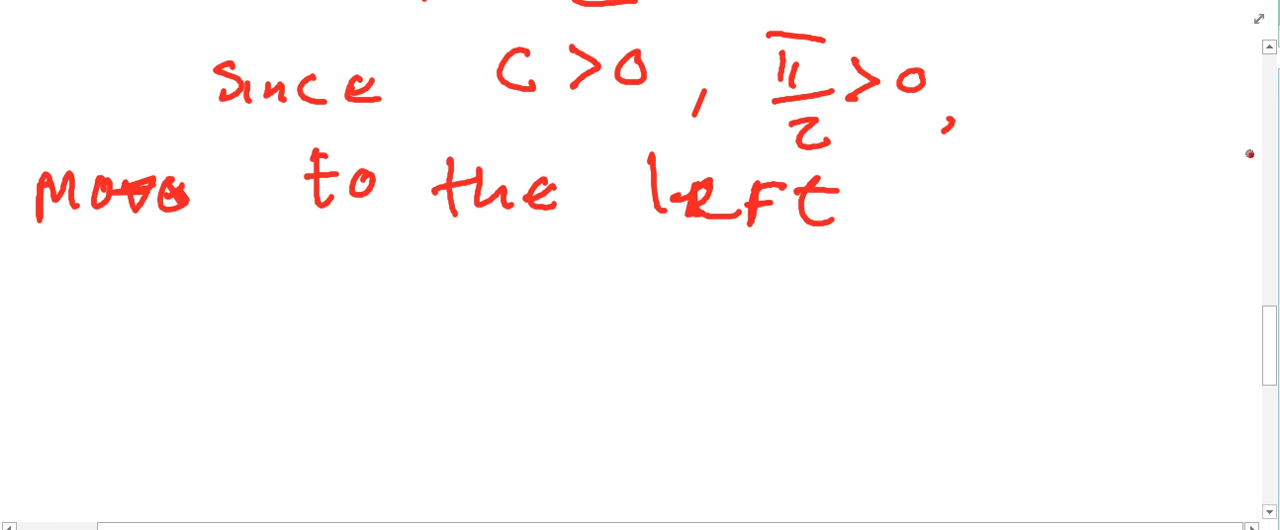 Since C > 0, π/2 > 0,
Move to the left